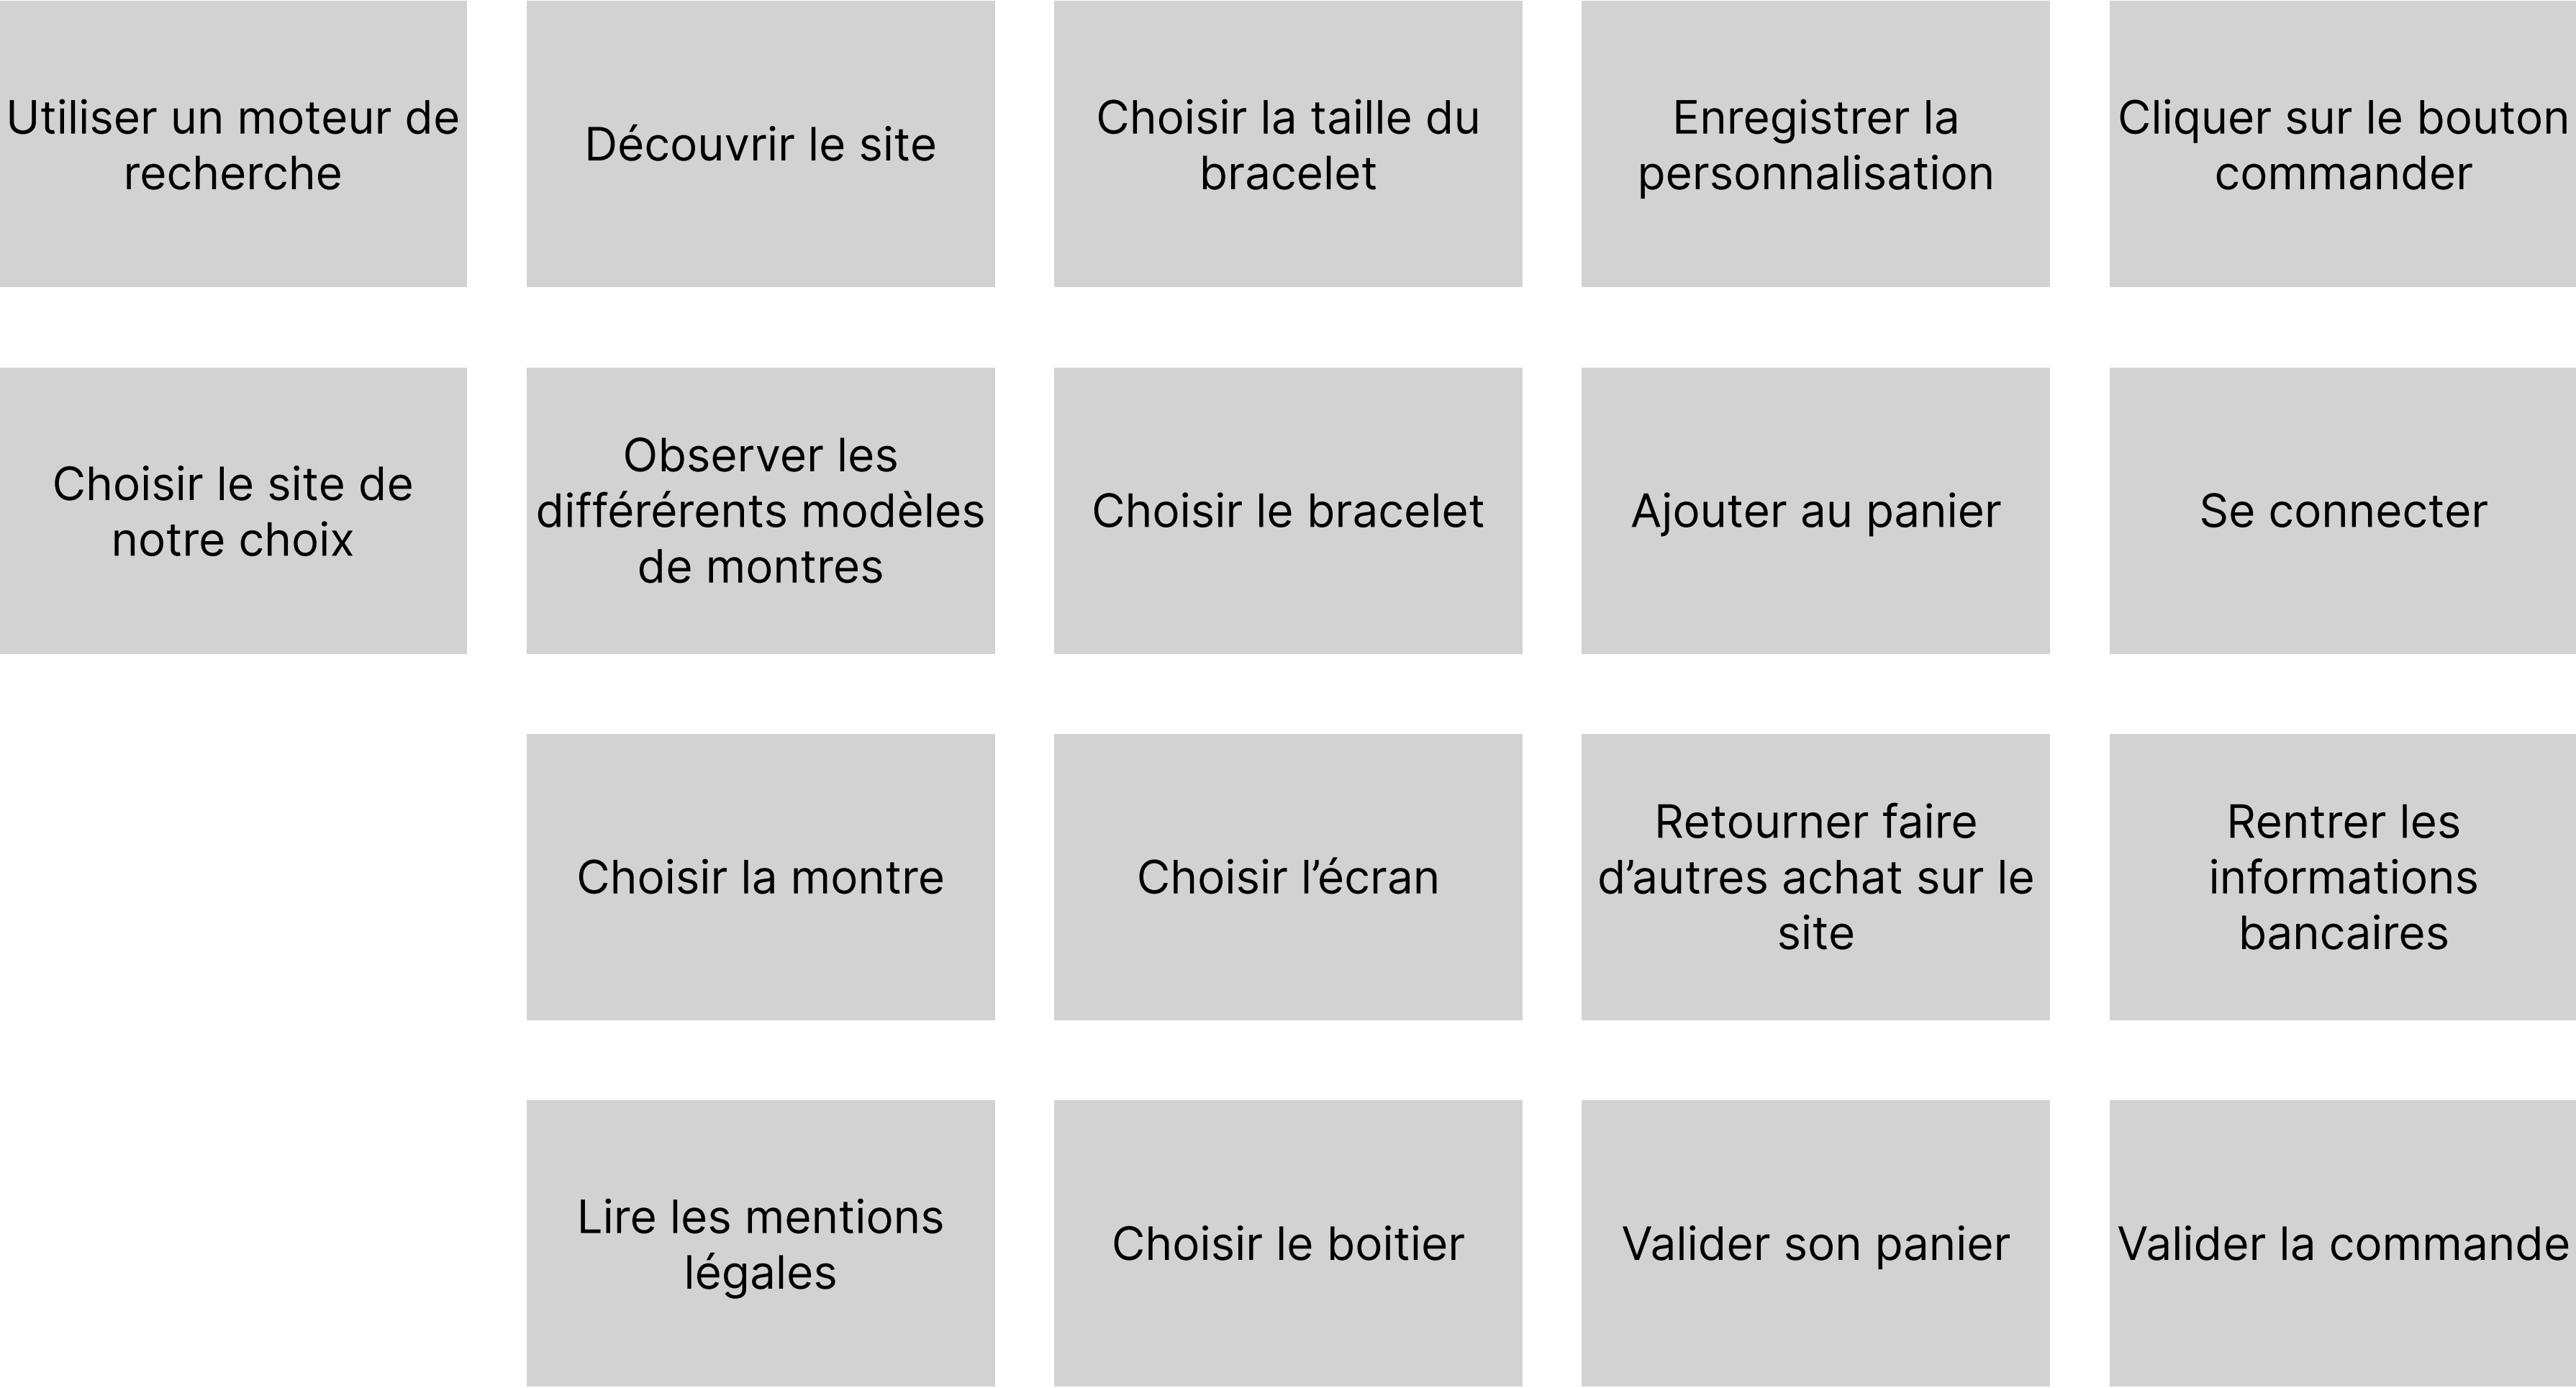 Utiliser un moteur de
recherche
Découvrir le site
Choisir la taille du
bracelet
Enregistrer la
personnalisation
Cliquer sur le bouton
commander
Choisir le site de
notre choix
Observer les
différérents modèles
de montres
Choisir le bracelet
Ajouter au panier
Se connecter
Choisir la montre
Choisir l’écran
Retourner faire
d’autres achat sur le
site
Rentrer les
informations
bancaires
Lire les mentions
légales
Choisir le boitier
Valider son panier
Valider la commande